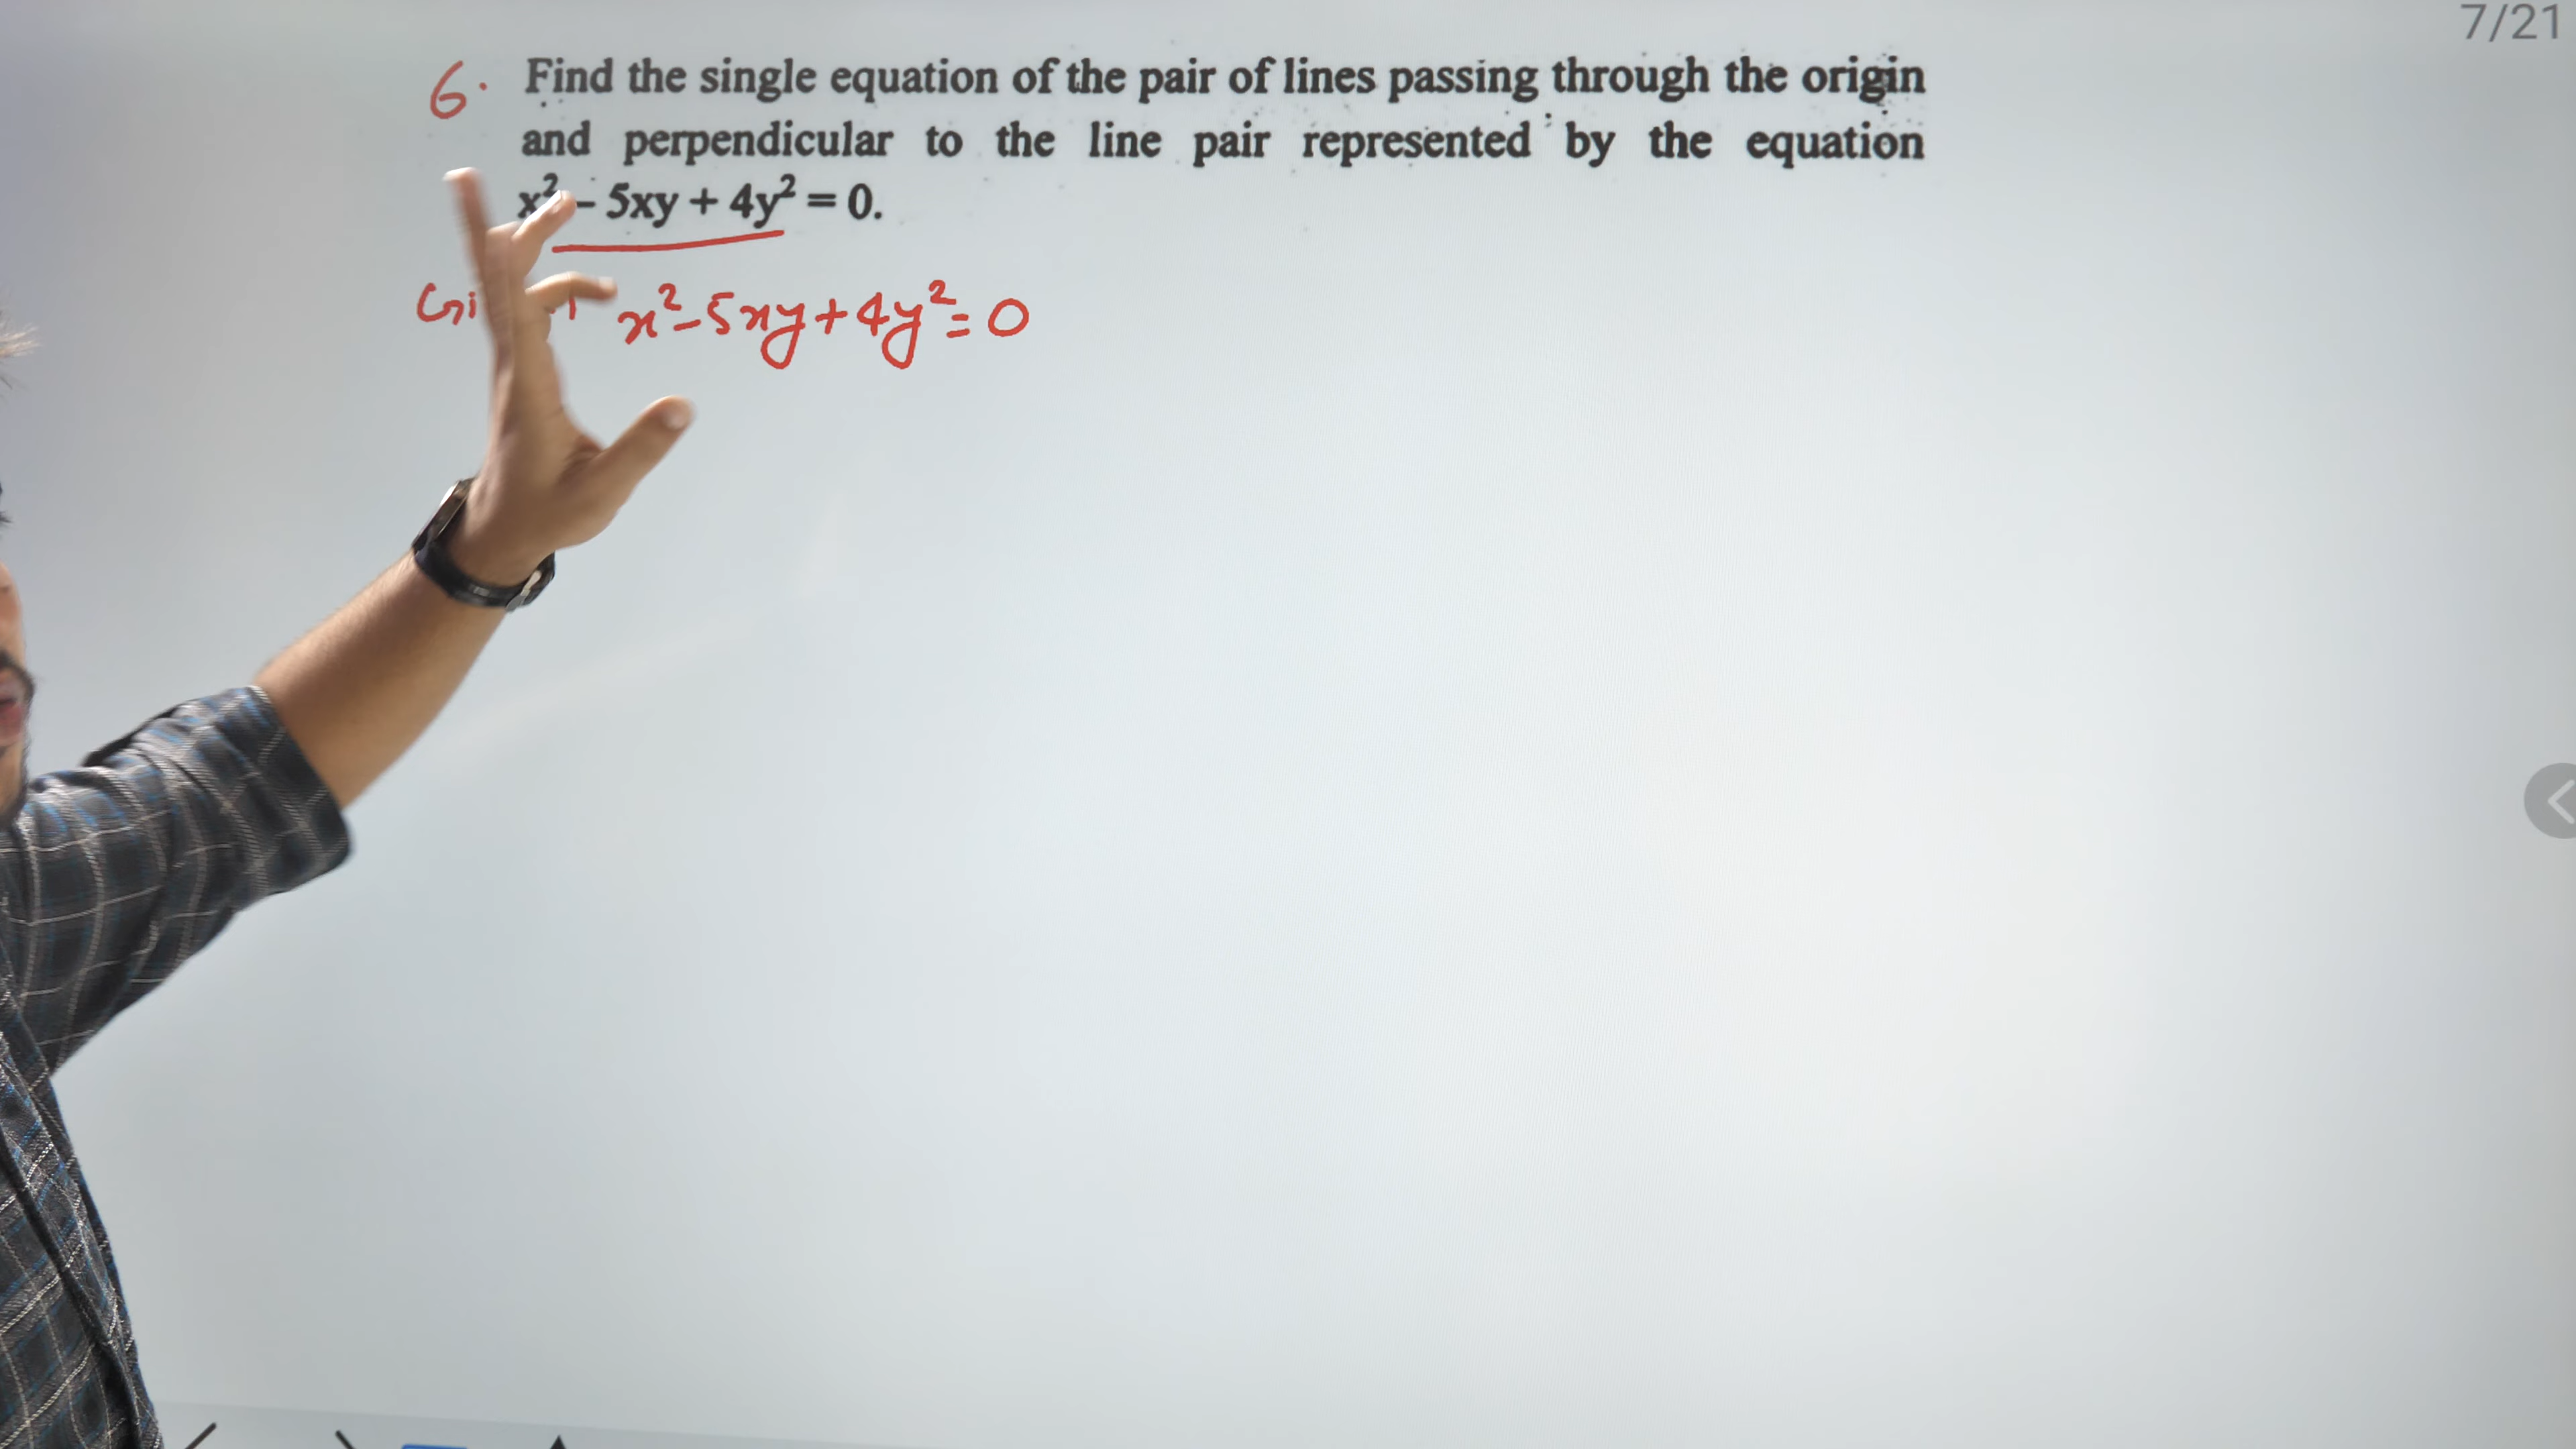 7/21
6. Find the single equation of the pair of lines passing through the origin
and perpendicular to the line pair represented by the equation
x² - 5xy + 4y² = 0.
x² - 5xy + 4y² = 0